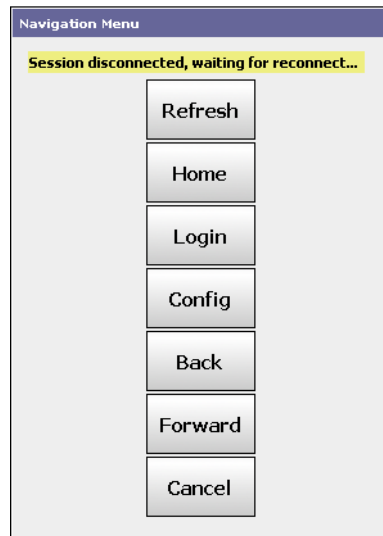 Navigation Menu
Session disconnected, waiting for reconnect...
Refresh
Home
Login
Config
Back
Forward
Cancel